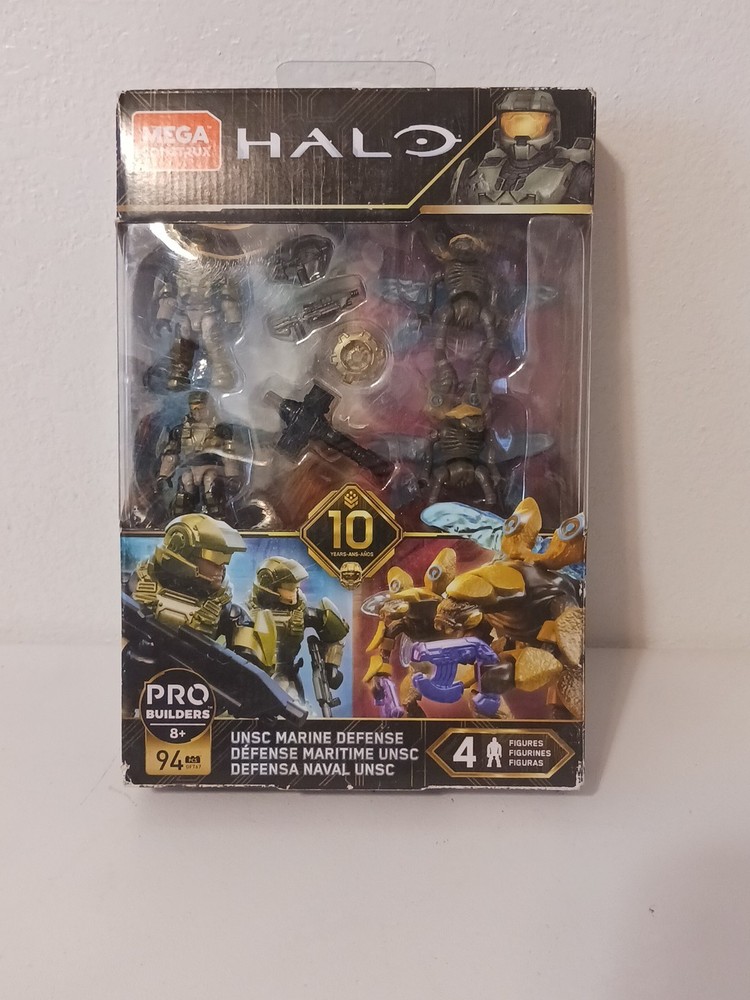 MEGA
CONSTRUX
HALO
10
YEARS-ANS-AÑOS
PRO
BUILDERS
8+
94
UNSC MARINE DEFENSE
DÉFENSE MARITIME UNSC
DEFENSA NAVAL UNSC
4
FIGURES
FIGURINES
FIGURAS